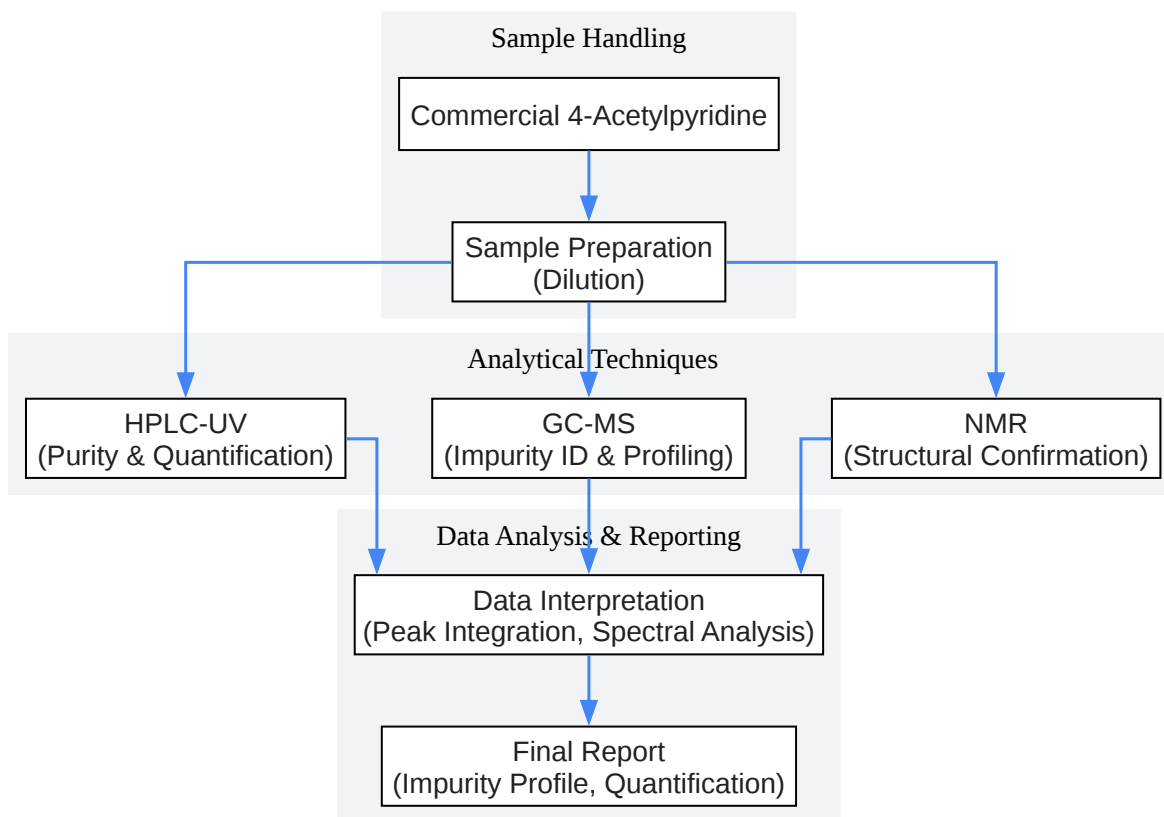 Sample Handling
Commercial 4-Acetylpyridine
Sample Preparation
(Dilution)
Analytical Techniques
HPLC-UV
(Purity & Quantification)
GC-MS
(Impurity ID & Profiling)
NMR
(Structural Confirmation)
Data Analysis & Reporting
Data Interpretation
(Peak Integration, Spectral Analysis)
Final Report
(Impurity Profile, Quantification)